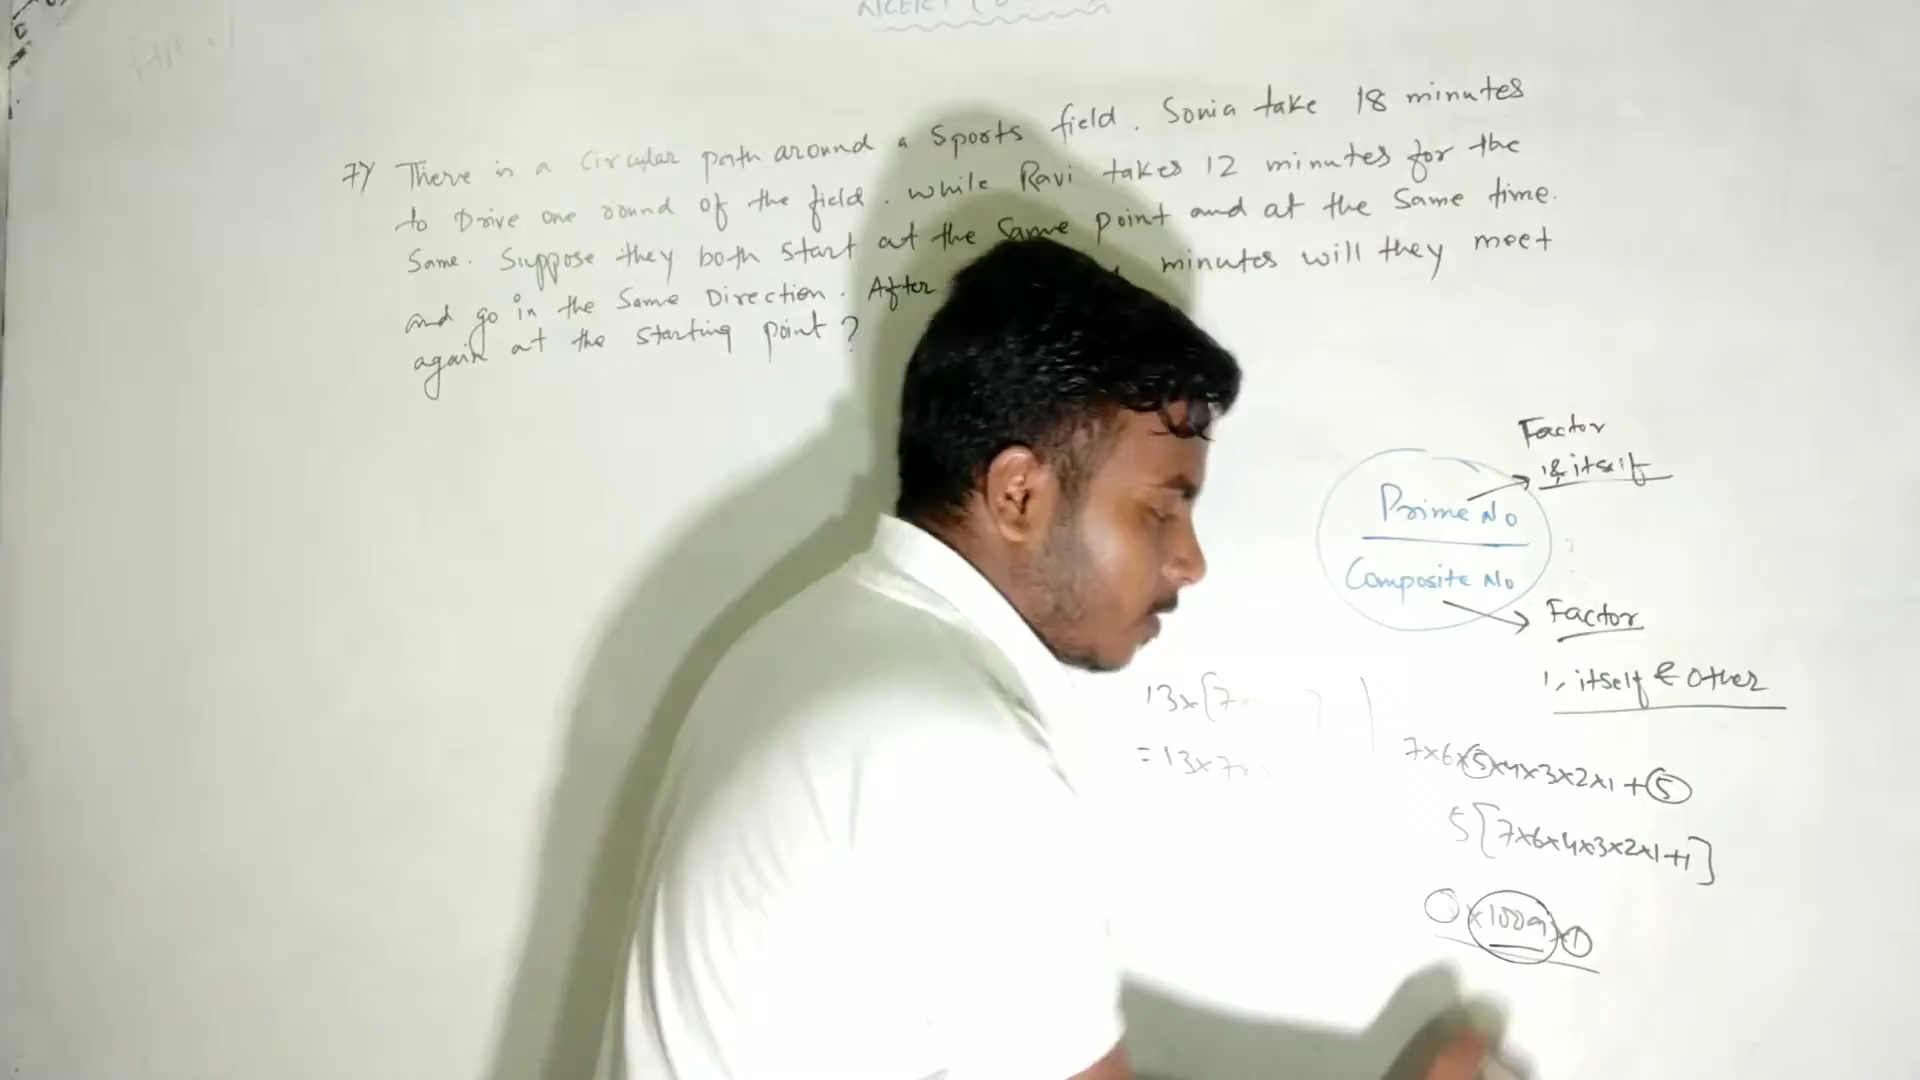 NCERT
7) There is a Circular path around a Sports field. Sonia take 18 minutes
to Drive one round of the field. while Ravi takes 12 minutes for the
Same. Suppose they both start at the Same point and at the Same time.
and go in the Same Direction. After minutes will they meet
again at the starting point?
Factor
1 & itself
Prime No
Composite No
Factor
1, itself & Other
13×[7
=13×7
7×6×5×4×3×2×1+5
5[7×6×4×3×2×1+1]
×1009×1